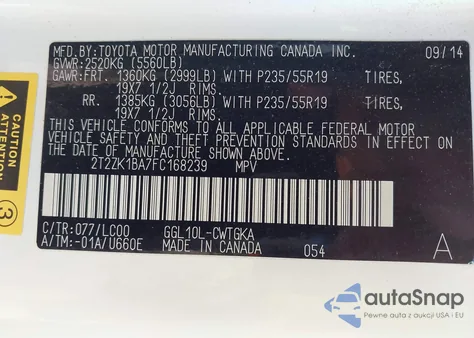 MFD. BY:TOYOTA MOTOR MANUFACTURING CANADA INC. 09/14
GVWR:2520KG (5560LB)
GAWR:FRT. 1360KG (2999LB) WITH P235/55R19 TIRES,
19X7 1/2J RIMS.
RR. 1385KG (3056LB) WITH P235/55R19 TIRES,
19X7 1/2J RIMS.
THIS VEHICLE CONFORMS TO ALL APPLICABLE FEDERAL MOTOR
VEHICLE SAFETY AND THEFT PREVENTION STANDARDS IN EFFECT
ON THE DATE OF MANUFACTURE SHOWN ABOVE.
2T2ZK1BA7FC168239 MPV
C/TR:077/LC00 GGL10L-CWTGKA
A/TM:-01A/U660E MADE IN CANADA 054 A
CAUTION
ATTENTION
3
autoSnap
Pewne auta z aukcji USA i EU